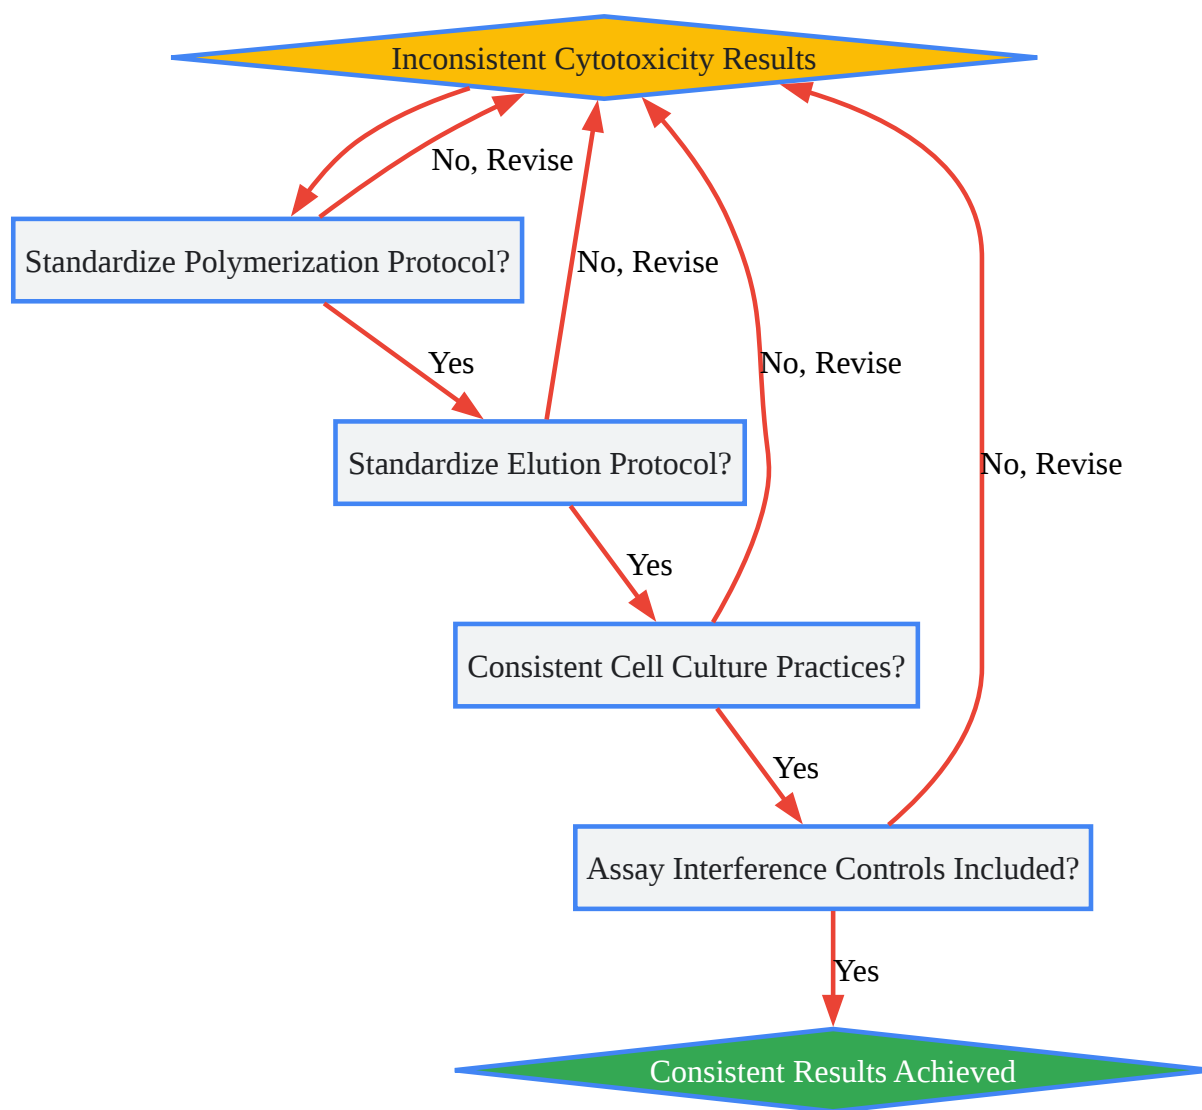 Inconsistent Cytotoxicity Results
No, Revise
Standardize Polymerization Protocol?
No, Revise
Yes
No, Revise
Standardize Elution Protocol?
No, Revise
Yes
Consistent Cell Culture Practices?
Yes
Assay Interference Controls Included?
Yes
Consistent Results Achieved